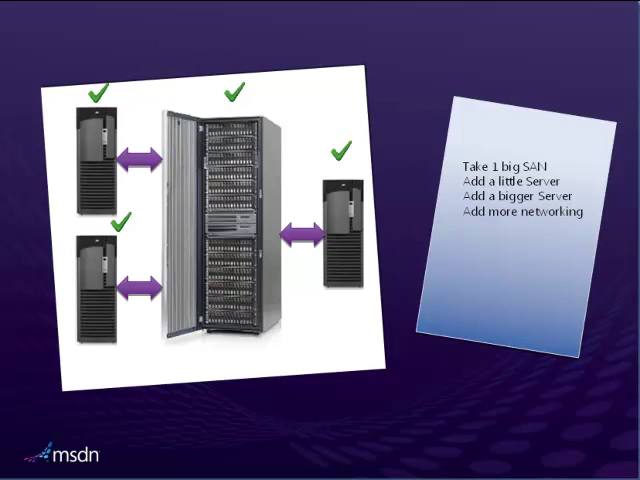 Take 1 big SAN
Add a little Server
Add a bigger Server
Add more networking
msdn